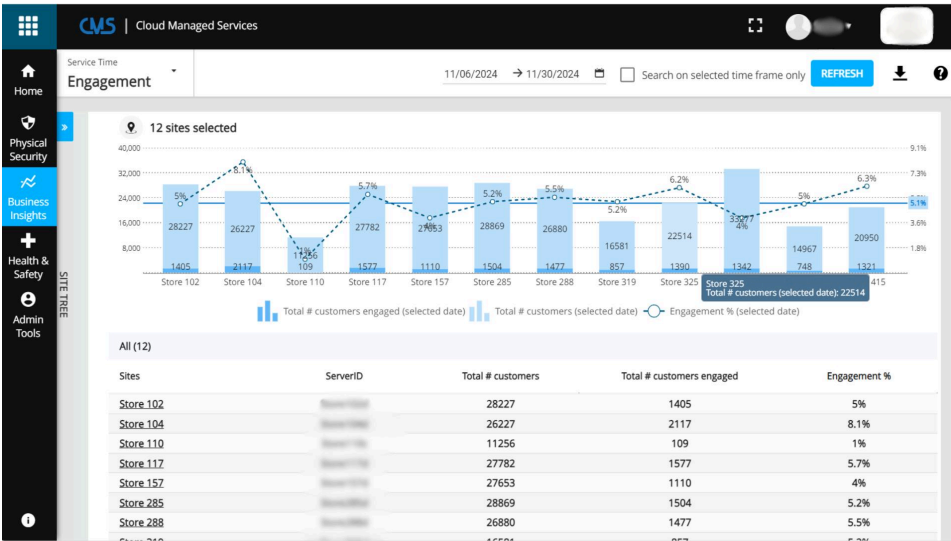 CMS | Cloud Managed Services
Service Time
Engagement
11/06/2024 → 11/30/2024
Search on selected time frame only
REFRESH
Home
Physical
Security
Business
Insights
Health &
Safety
Admin
Tools
SITE TREE
12 sites selected
40,000
32,000
24,000
16,000
8,000
9.1%
7.3%
5.1%
3.6%
1.8%
5% 8.1% 1% 5.7% 4% 5.2% 5.5% 5.2% 6.2% 4% 5% 6.3%
28227 26227 11256 27782 27653 28869 26880 16581 22514 33277 14967 20950
1405 2117 109 1577 1110 1504 1477 857 1390 1342 748 1321
Store 102 Store 104 Store 110 Store 117 Store 157 Store 285 Store 288 Store 319 Store 325 415
Store 325
Total # customers (selected date): 22514
Total # customers engaged (selected date) Total # customers (selected date) Engagement % (selected date)
All (12)
Sites ServerID Total # customers Total # customers engaged Engagement %
Store 102 28227 1405 5%
Store 104 26227 2117 8.1%
Store 110 11256 109 1%
Store 117 27782 1577 5.7%
Store 157 27653 1110 4%
Store 285 28869 1504 5.2%
Store 288 26880 1477 5.5%